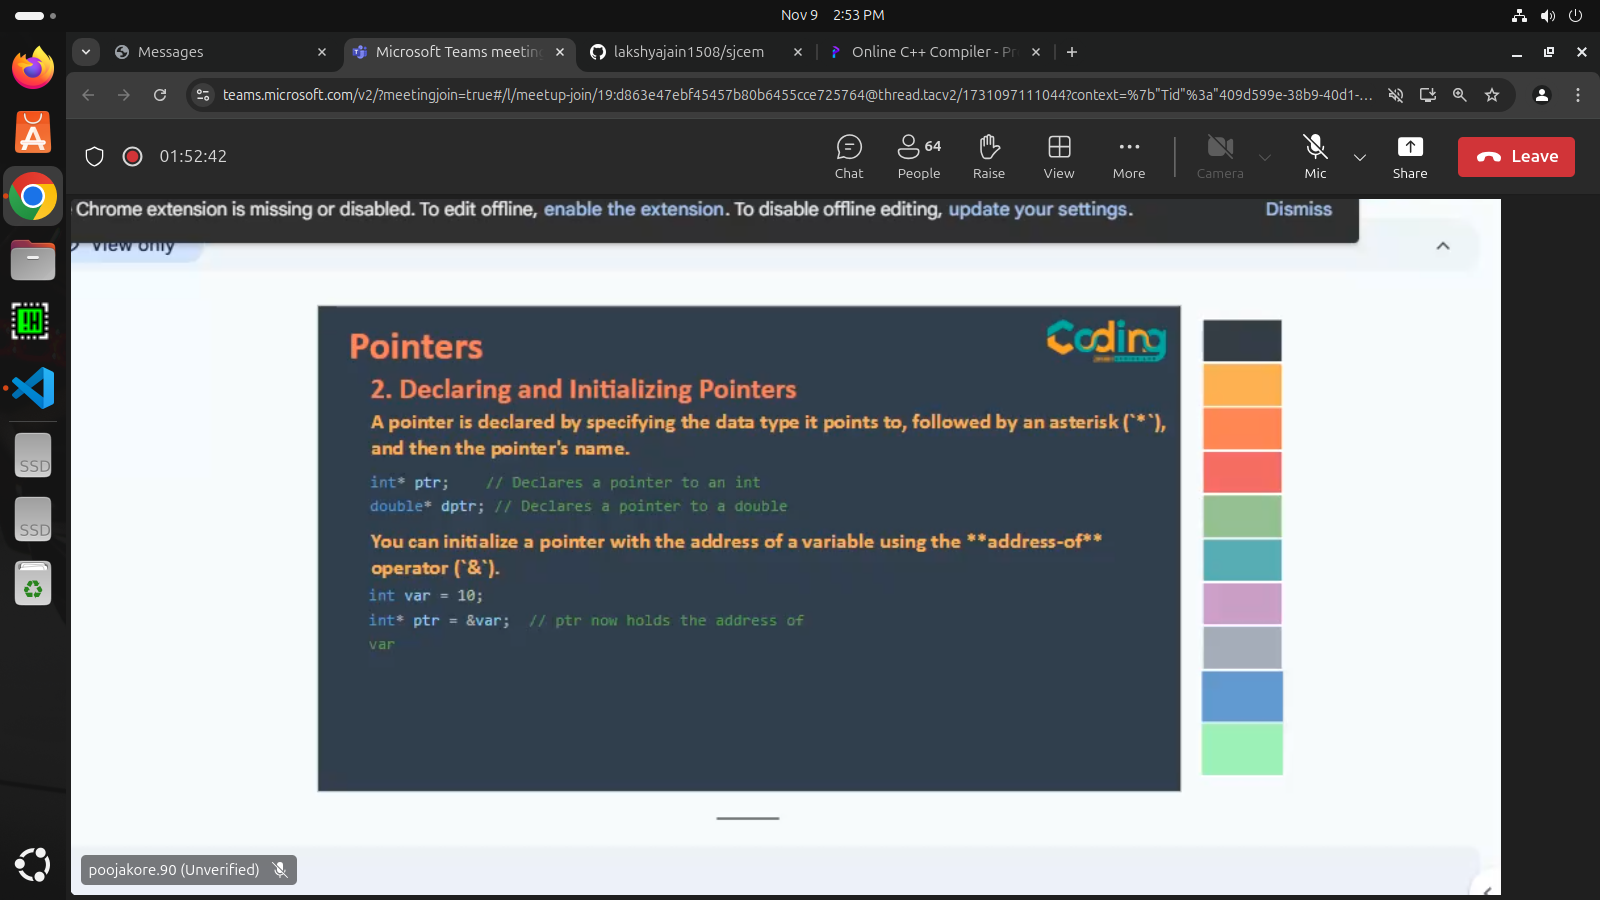 Nov 9 2:53 PM
Messages
Microsoft Teams meeting
lakshyajain1508/sjcem
Online C++ Compiler - Pr
teams.microsoft.com/v2/?meetingjoin=true#/l/meetup-join/19:d863e47ebf45457b80b6455cce725764@thread.tacv2/1731097111044?context=%7b"Tid"%3a"409d599e-38b9-40d1-...
01:52:42
Chat
64
People
Raise
View
More
Camera
Mic
Share
Leave
Chrome extension is missing or disabled. To edit offline, enable the extension. To disable offline editing, update your settings. Dismiss
View only
Coding
Pointers
2. Declaring and Initializing Pointers
A pointer is declared by specifying the data type it points to, followed by an asterisk (`*`),
and then the pointer's name.
int* ptr; // Declares a pointer to an int
double* dptr; // Declares a pointer to a double
You can initialize a pointer with the address of a variable using the **address-of**
operator (`&`).
int var = 10;
int* ptr = &var; // ptr now holds the address of
var
SSD
SSD
poojakore.90 (Unverified)